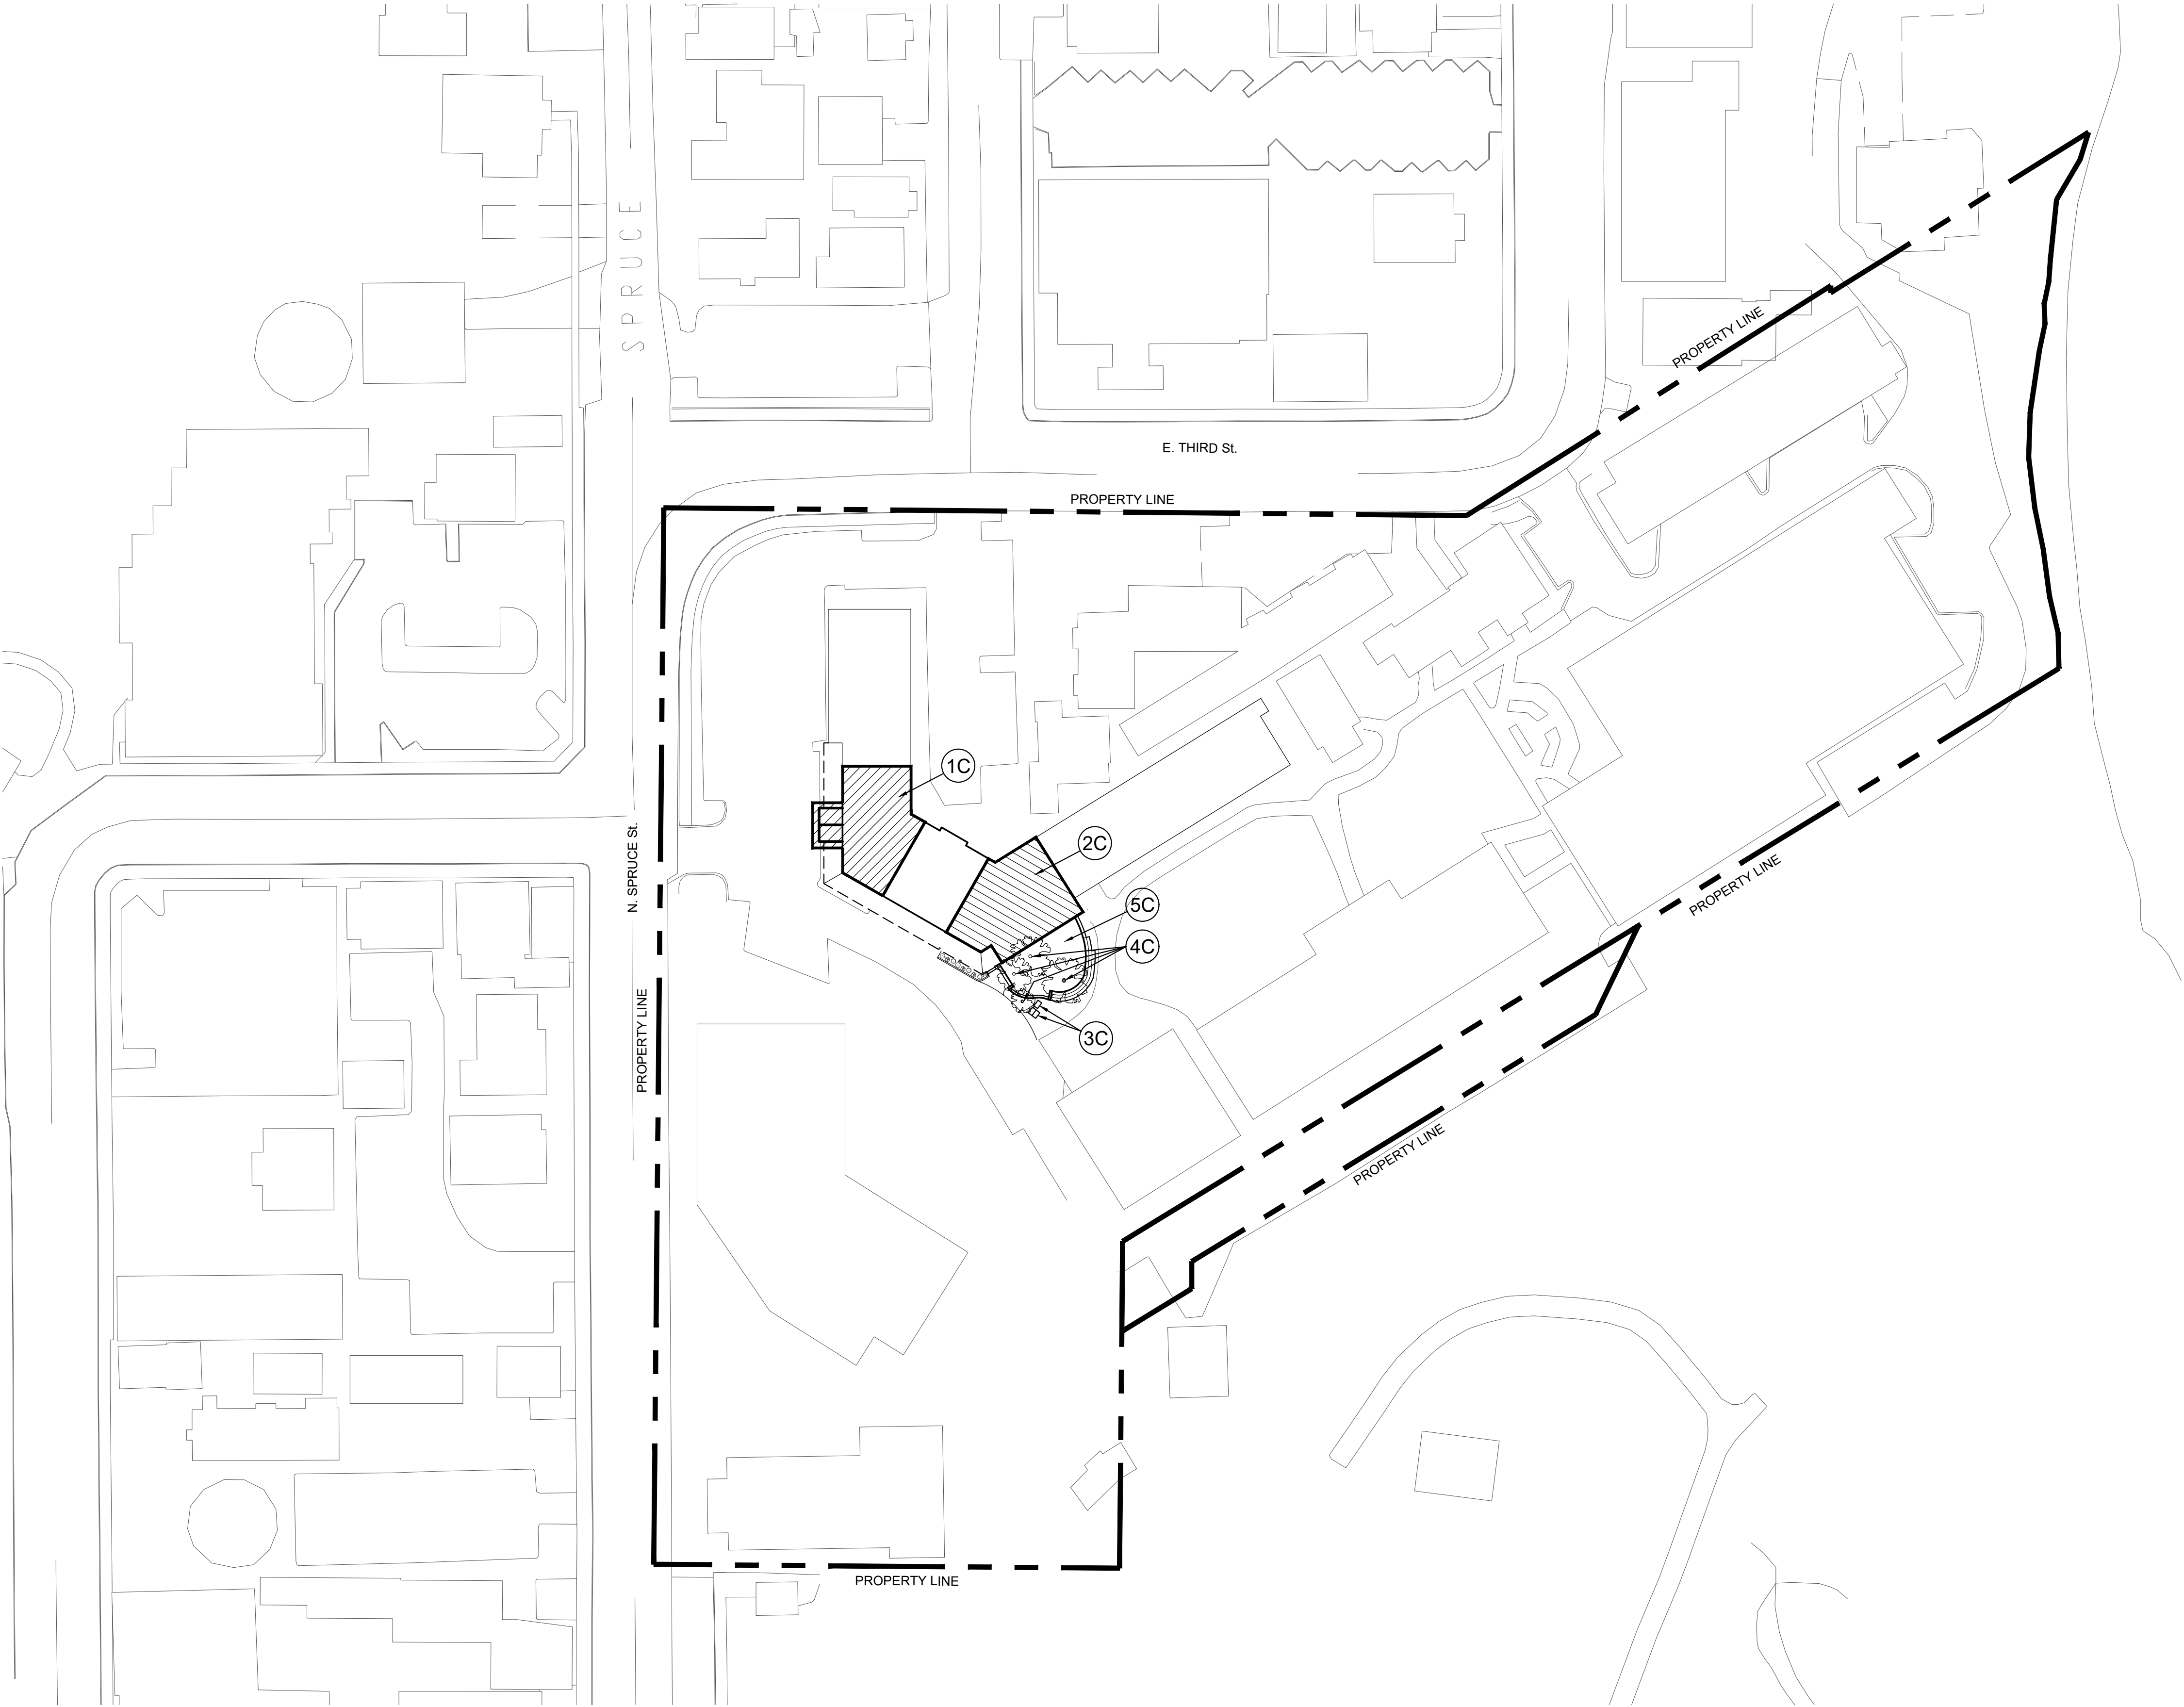 SPRUCE
E. THIRD St.
PROPERTY LINE
PROPERTY LINE
1C
2C
N. SPRUCE St.
PROPERTY LINE
5C
4C
PROPERTY LINE
3C
PROPERTY LINE
PROPERTY LINE